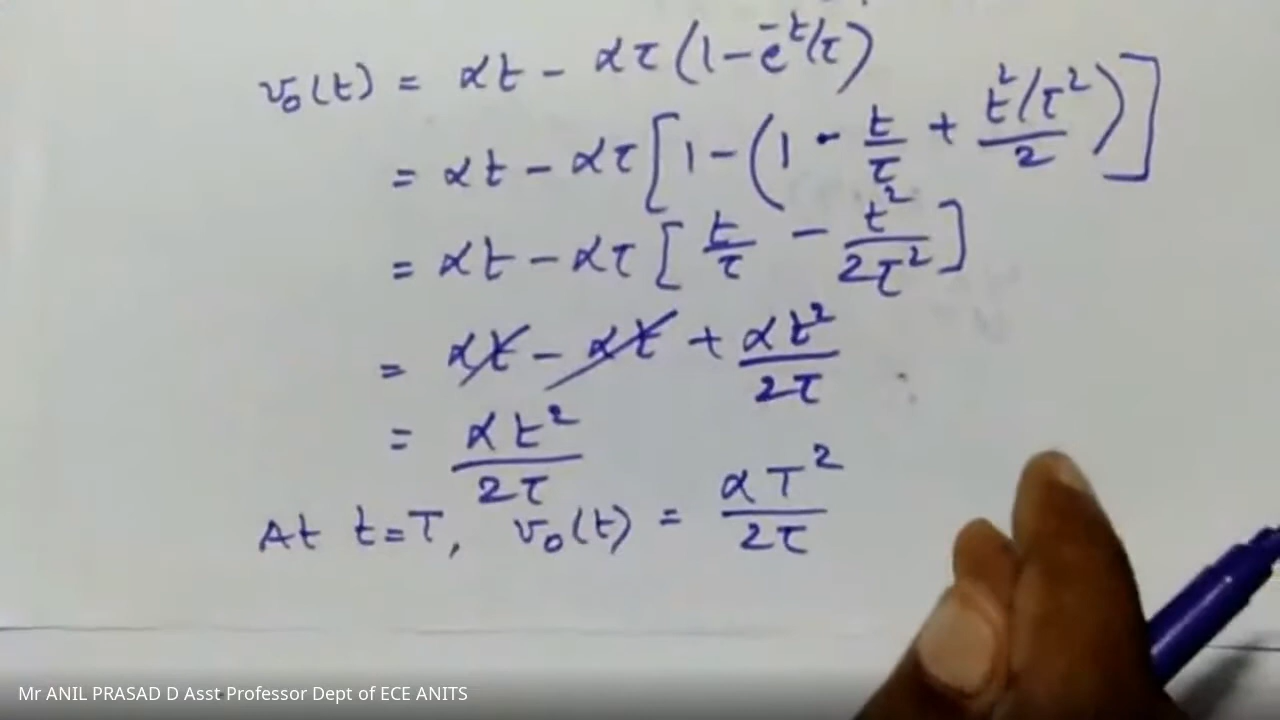 v₀(t) = αt - ατ(1-e^-t/τ)
= αt - ατ[1-(1 - t/τ + (t²/τ²)/2)]
= αt - ατ[t/τ - t²/2τ²]
= αt - αt + αt²/2τ
= αt²/2τ
At t=T, v₀(t) = αT²/2τ
Mr ANIL PRASAD D Asst Professor Dept of ECE ANITS